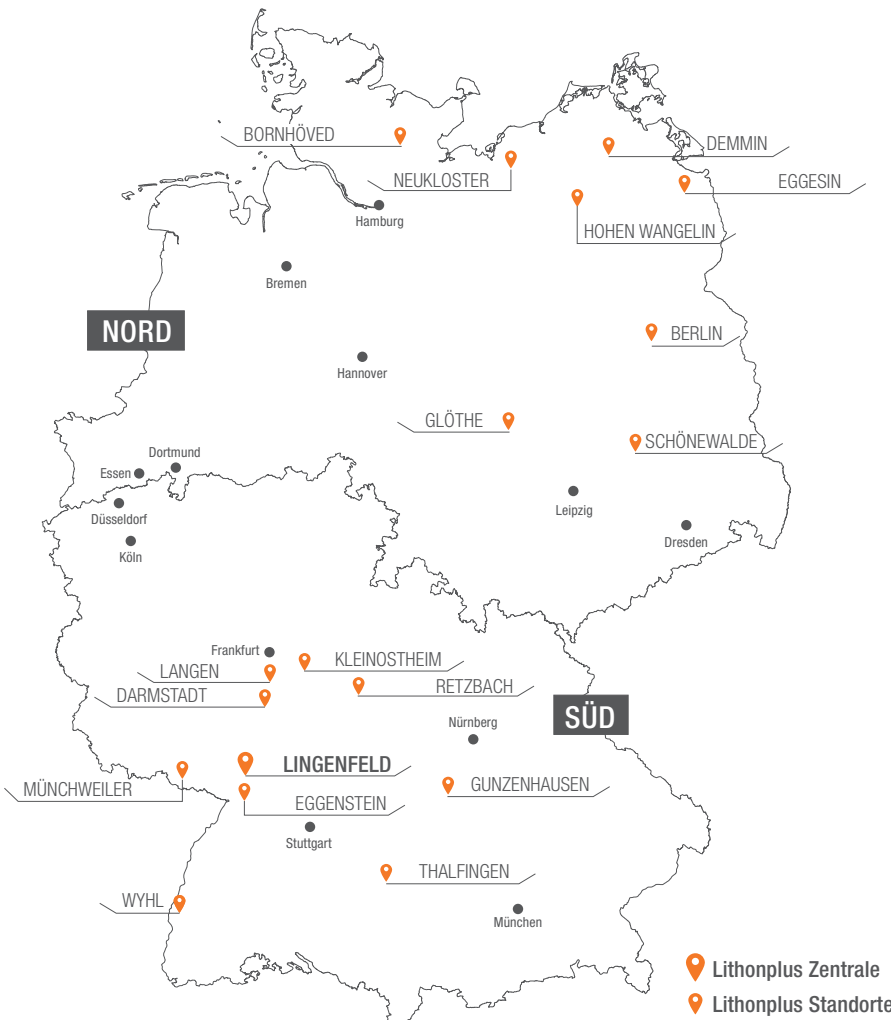 BORNHÖVED
DEMMIN
NEUKLOSTER
EGGESIN
Hamburg
HOHEN WANGELIN
Bremen
NORD
BERLIN
Hannover
GLÖTHE
SCHÖNEWALDE
Dortmund
Essen
Leipzig
Düsseldorf
Dresden
Köln
Frankfurt
KLEINOSTHEIM
LANGEN
RETZBACH
DARMSTADT
SÜD
Nürnberg
LINGENFELD
GUNZENHAUSEN
MÜNCHWEILER
EGGENSTEIN
Stuttgart
THALFINGEN
WYHL
München
Lithonplus Zentrale
Lithonplus Standorte